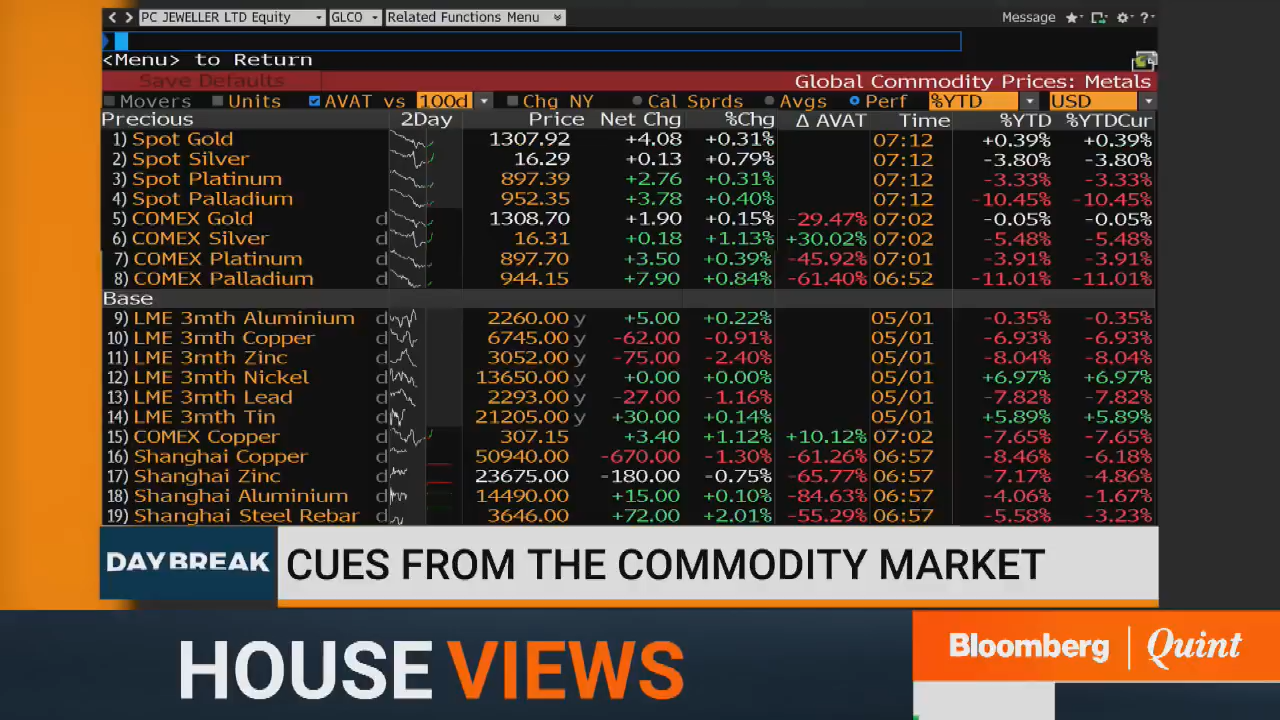 PC JEWELLER LTD Equity GLCO Related Functions Menu Message ?
<Menu> to Return
Save Defaults Global Commodity Prices: Metals
Movers Units AVAT vs 100d Chg NY Cal Sprds Avgs Perf %YTD USD
Precious 2Day Price Net Chg %Chg Δ AVAT Time %YTD %YTDCur
1) Spot Gold 1307.92 +4.08 +0.31% 07:12 +0.39% +0.39%
2) Spot Silver 16.29 +0.13 +0.79% 07:12 -3.80% -3.80%
3) Spot Platinum 897.39 +2.76 +0.31% 07:12 -3.33% -3.33%
4) Spot Palladium 952.35 +3.78 +0.40% 07:12 -10.45% -10.45%
5) COMEX Gold d 1308.70 +1.90 +0.15% -29.47% 07:02 -0.05% -0.05%
6) COMEX Silver d 16.31 +0.18 +1.13% +30.02% 07:02 -5.48% -5.48%
7) COMEX Platinum d 897.70 +3.50 +0.39% -45.92% 07:01 -3.91% -3.91%
8) COMEX Palladium d 944.15 +7.90 +0.84% -61.40% 06:52 -11.01% -11.01%
Base
9) LME 3mth Aluminium d 2260.00 y +5.00 +0.22% 05/01 -0.35% -0.35%
10) LME 3mth Copper d 6745.00 y -62.00 -0.91% 05/01 -6.93% -6.93%
11) LME 3mth Zinc d 3052.00 y -75.00 -2.40% 05/01 -8.04% -8.04%
12) LME 3mth Nickel d 13650.00 y +0.00 +0.00% 05/01 +6.97% +6.97%
13) LME 3mth Lead d 2293.00 y -27.00 -1.16% 05/01 -7.82% -7.82%
14) LME 3mth Tin d 21205.00 y +30.00 +0.14% 05/01 +5.89% +5.89%
15) COMEX Copper d 307.15 +3.40 +1.12% +10.12% 07:02 -7.65% -7.65%
16) Shanghai Copper d 50940.00 -670.00 -1.30% -61.26% 06:57 -8.46% -6.18%
17) Shanghai Zinc d 23675.00 -180.00 -0.75% -65.77% 06:57 -7.17% -4.86%
18) Shanghai Aluminium d 14490.00 +15.00 +0.10% -84.63% 06:57 -4.06% -1.67%
19) Shanghai Steel Rebar d 3646.00 +72.00 +2.01% -55.29% 06:57 -5.58% -3.23%
DAYBREAK CUES FROM THE COMMODITY MARKET
HOUSE VIEWS
Bloomberg | Quint